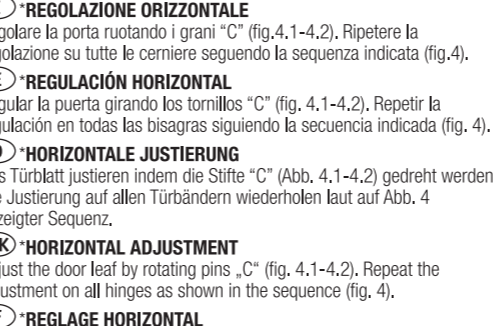 *REGOLAZIONE ORIZZONTALE
golare la porta ruotando i grani “C” (fig.4.1-4.2). Ripetere la
golazione su tutte le cerniere seguendo la sequenza indicata (fig.4).
*REGULACIÓN HORIZONTAL
gular la puerta girando los tornillos “C” (fig. 4.1-4.2). Repetir la
gulación en todas las bisagras siguiendo la secuencia indicada (fig. 4).
D *HORIZONTALE JUSTIERUNG
s Türblatt justieren indem die Stifte “C” (Abb. 4.1-4.2) gedreht werden
e Justierung auf allen Türbändern wiederholen laut auf Abb. 4
zeigter Sequenz.
K *HORIZONTAL ADJUSTMENT
just the door leaf by rotating pins „C“ (fig. 4.1-4.2). Repeat the
justment on all hinges as shown in the sequence (fig. 4).
*REGLAGE HORIZONTAL